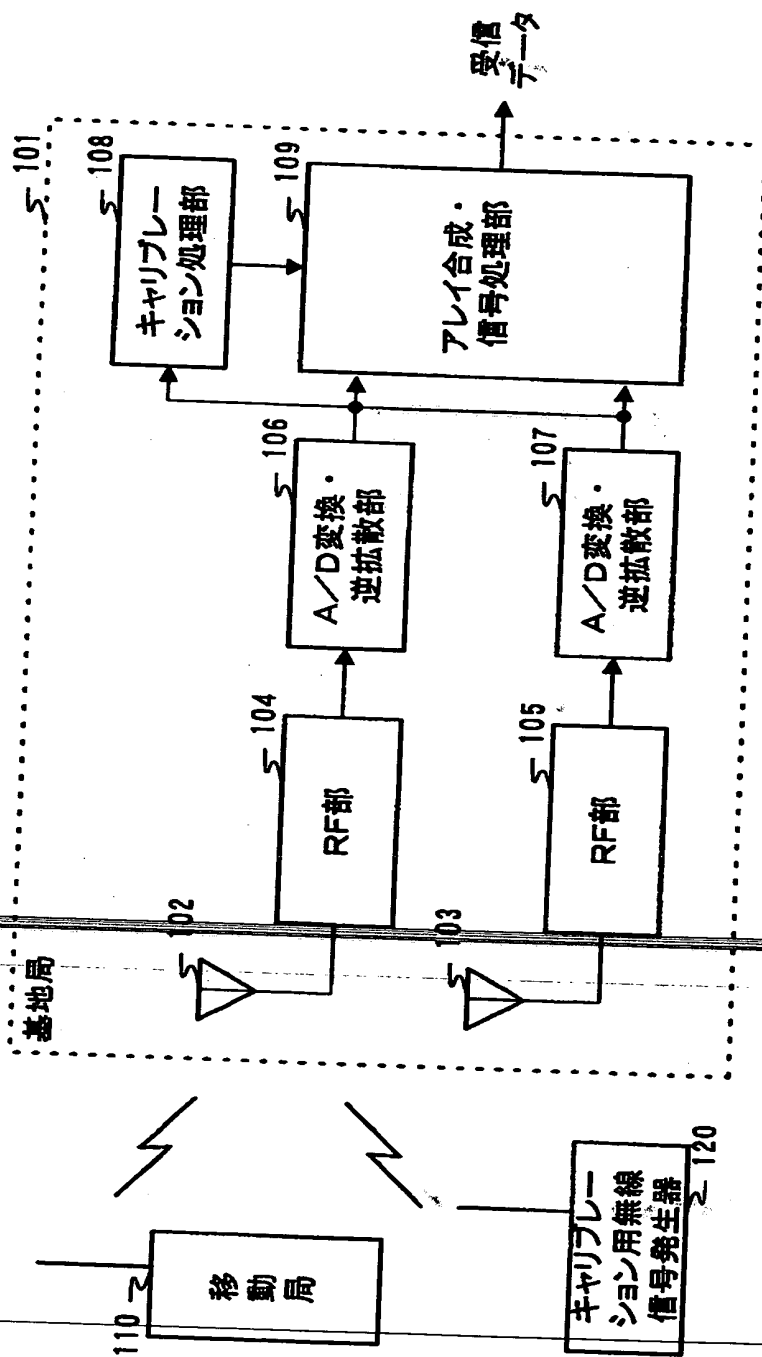 101
基地局
102
103
104
RF部
105
RF部
106
A/D変換・
逆拡散部
107
A/D変換・
逆拡散部
108
キャリブレー
ション処理部
109
アレイ合成・
信号処理部
受信
データ
110
移
動
局
キャリブレー
ション用無線
信号発生器
120